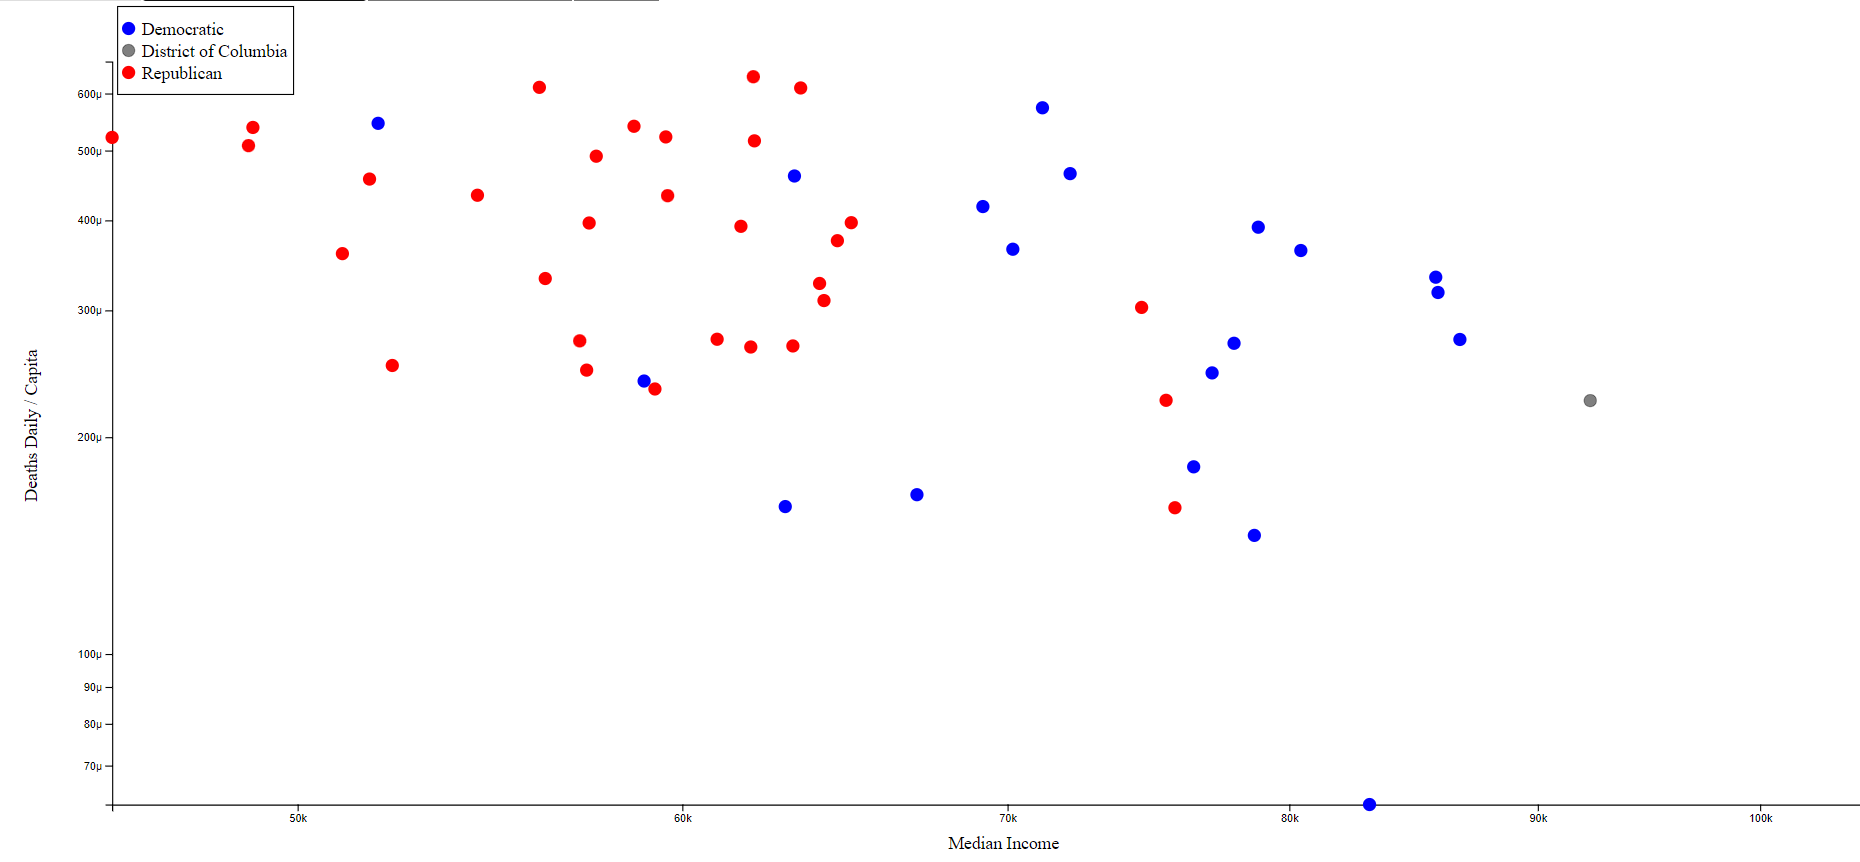 Democratic
District of Columbia
Republican
600µ
500µ
400µ
300µ
200µ
100µ
90µ
80µ
70µ
Deaths Daily / Capita
50k
60k
70k
80k
90k
100k
Median Income